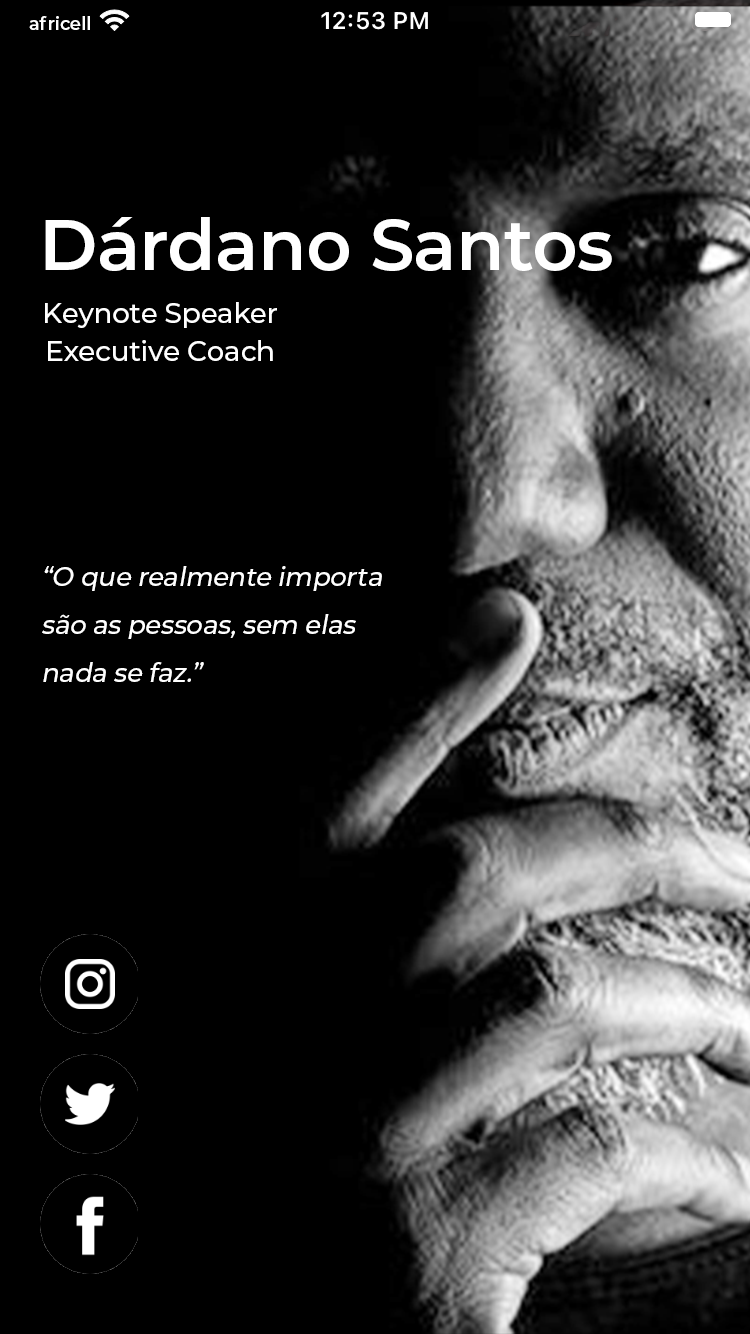 africell
12:53 PM
Dárdano Santos
Keynote Speaker
Executive Coach
“O que realmente importa
são as pessoas, sem elas
nada se faz.”